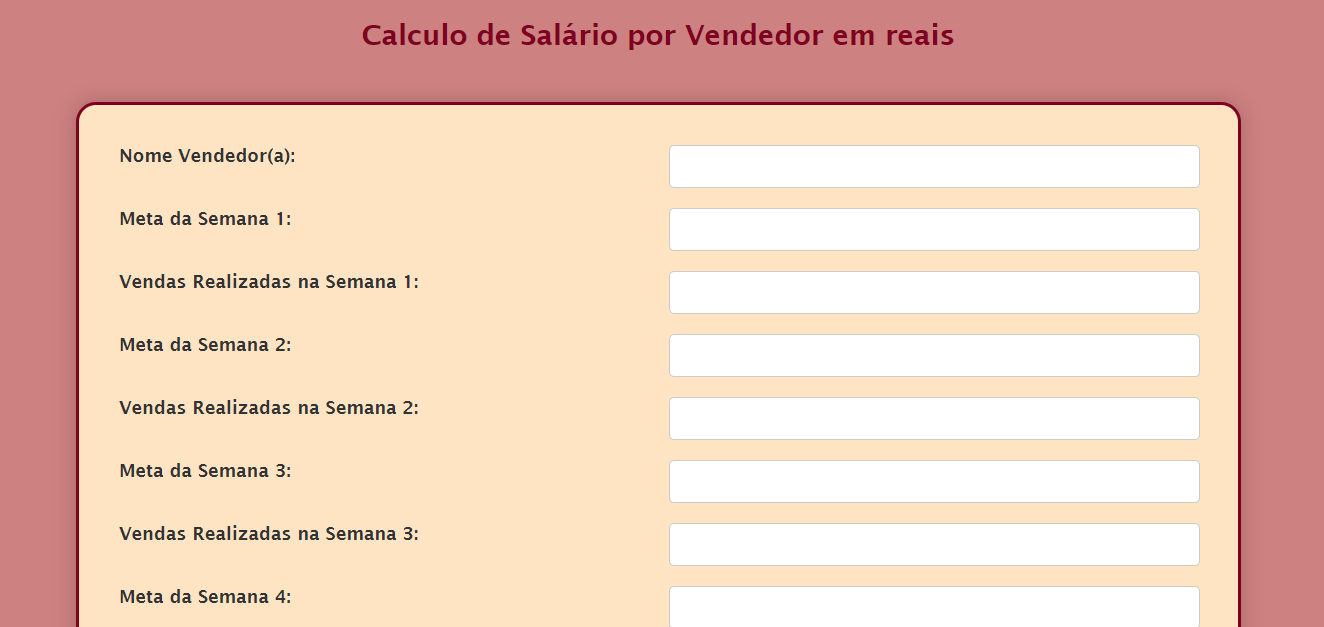 Calculo de Salário por Vendedor em reais
Nome Vendedor(a):
Meta da Semana 1:
Vendas Realizadas na Semana 1:
Meta da Semana 2:
Vendas Realizadas na Semana 2:
Meta da Semana 3:
Vendas Realizadas na Semana 3:
Meta da Semana 4: